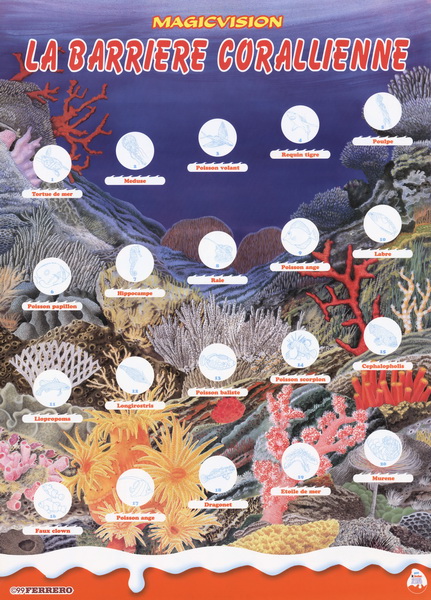 MAGICVISION
LA BARRIERE CORALLIENNE
Poulpe
Requin tigre
Poisson volant
Meduse
Tortue de mer
Labre
Poisson ange
Raie
Hippocampe
Poisson papillon
Cephalopholis
Poisson scorpion
Poisson baliste
Longirostris
Liopropoma
Murene
Etoile de mer
Dragonet
Poisson ange
Faux clown
©99 FERRERO